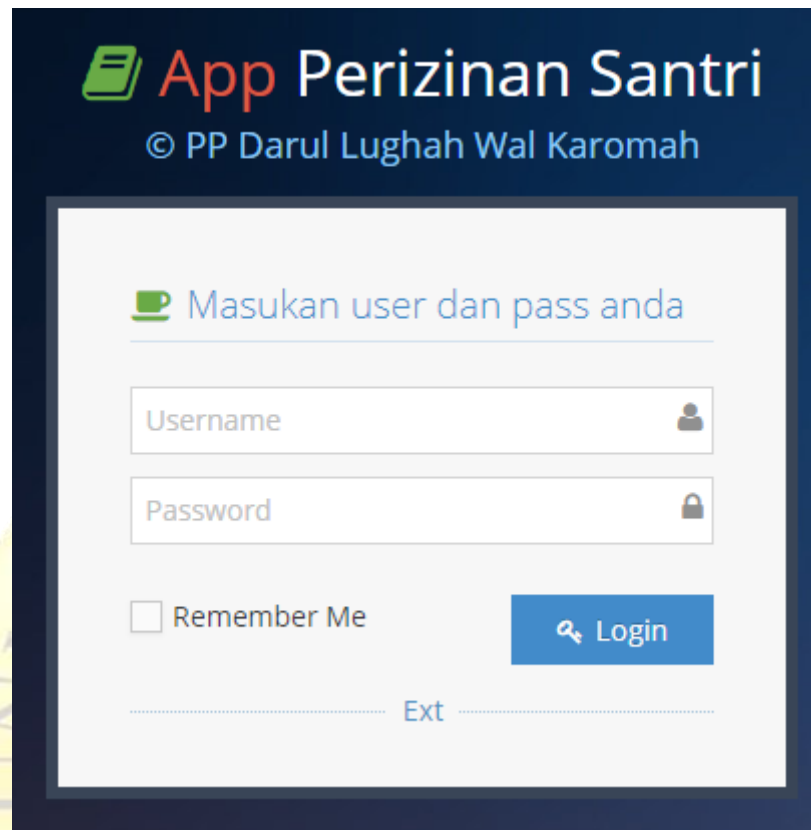 App Perizinan Santri
© PP Darul Lughah Wal Karomah
Masukan user dan pass anda
Username
Password
Remember Me
Login
Ext